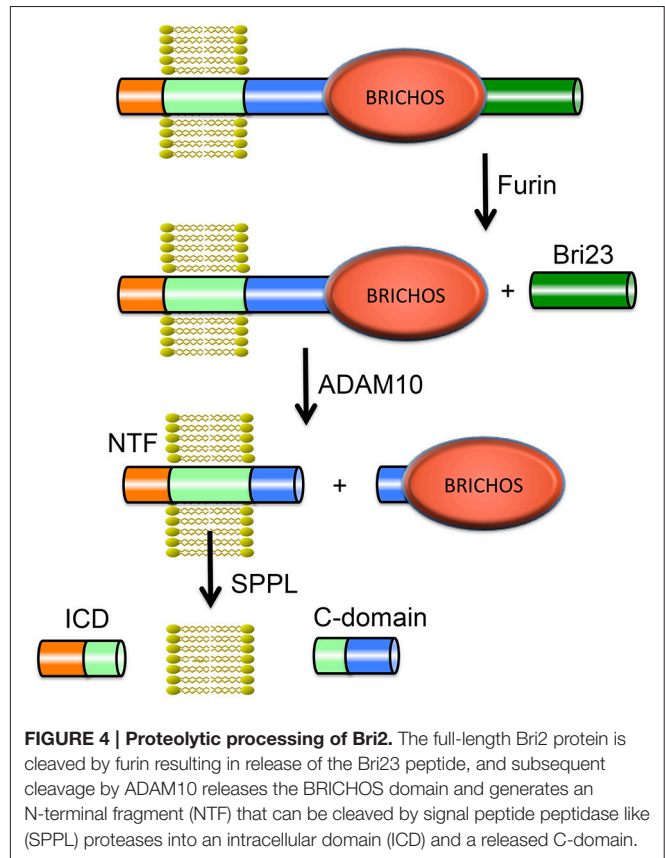 BRICHOS
Furin
Bri23
BRICHOS
+
ADAM10
NTF
+
BRICHOS
SPPL
ICD
C-domain
FIGURE 4 | Proteolytic processing of Bri2. The full-length Bri2 protein is
cleaved by furin resulting in release of the Bri23 peptide, and subsequent
cleavage by ADAM10 releases the BRICHOS domain and generates an
N-terminal fragment (NTF) that can be cleaved by signal peptide peptidase like
(SPPL) proteases into an intracellular domain (ICD) and a released C-domain.